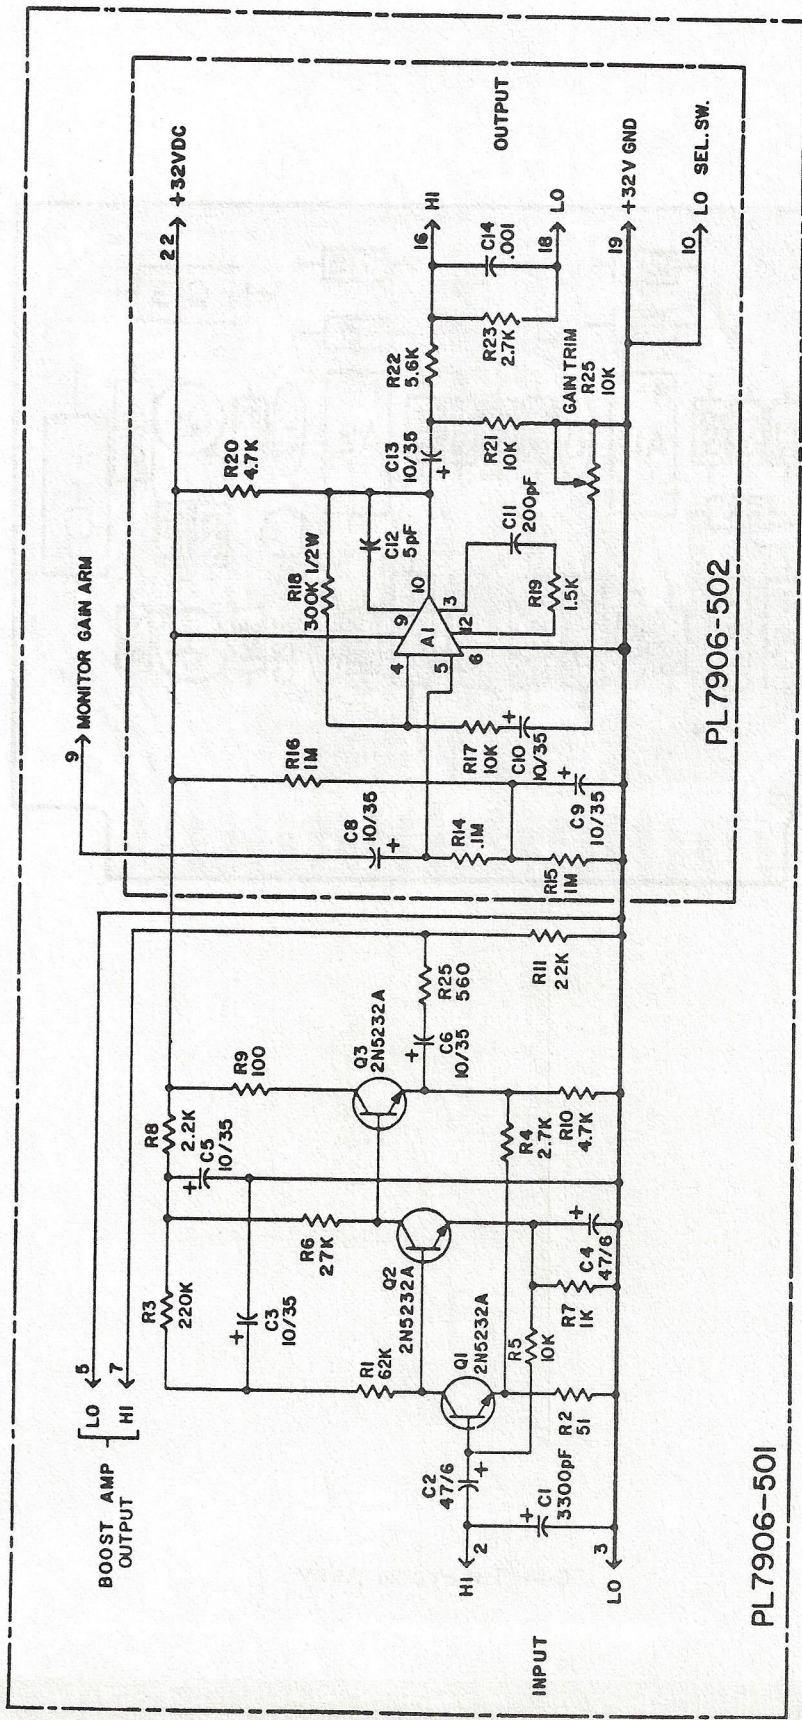 BOOST AMP
OUTPUT
LO 5
HI 7
9 MONITOR GAIN ARM
22 +32VDC
R3
220K
R8
2.2K
C5
10/35
+
C3
10/35
+
R6
27K
R9
100
Q3
2N5232A
Q2
2N5232A
R1
62K
Q1
2N5232A
C2
47/6
+
HI
2
INPUT
C1
3300pF
+
LO
3
R2
51
R5
10K
R7
1K
C4
47/6
+
R4
2.7K
R10
4.7K
C6
10/35
+
R25
560
R11
22K
C8
10/35
+
R16
1M
R14
.1M
R15
1M
C9
10/35
+
R17
10K
C10
10/35
+
R18
300K 1/2W
R20
4.7K
C12
5pF
A1
4
5
6
9
10
3
12
R19
1.5K
C11
200pF
C13
10/35
+
R21
10K
R22
5.6K
R23
2.7K
C14
.001
GAIN TRIM
R25
10K
OUTPUT
16 HI
18 LO
19 +32V GND
10 LO SEL. SW.
PL7906-502
PL7906-501